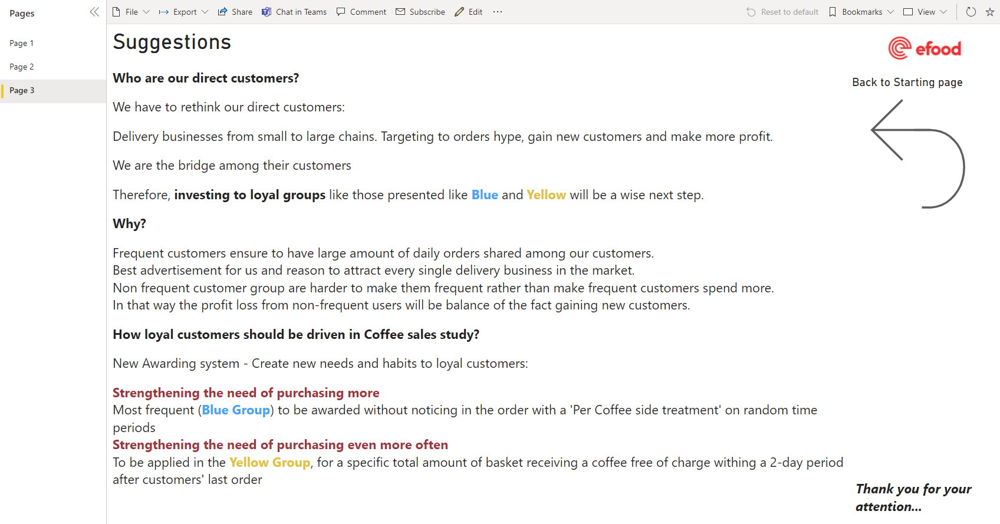 Pages
File
Export
Share
Chat in Teams
Comment
Subscribe
Edit
Reset to default
Bookmarks
View
Page 1
Page 2
Page 3
Suggestions
efood
Back to Starting page
Who are our direct customers?
We have to rethink our direct customers:
Delivery businesses from small to large chains. Targeting to orders hype, gain new customers and make more profit.
We are the bridge among their customers
Therefore, investing to loyal groups like those presented like Blue and Yellow will be a wise next step.
Why?
Frequent customers ensure to have large amount of daily orders shared among our customers.
Best advertisement for us and reason to attract every single delivery business in the market.
Non frequent customer group are harder to make them frequent rather than make frequent customers spend more.
In that way the profit loss from non-frequent users will be balance of the fact gaining new customers.
How loyal customers should be driven in Coffee sales study?
New Awarding system - Create new needs and habits to loyal customers:
Strengthening the need of purchasing more
Most frequent (Blue Group) to be awarded without noticing in the order with a 'Per Coffee side treatment' on random time
periods
Strengthening the need of purchasing even more often
To be applied in the Yellow Group, for a specific total amount of basket receiving a coffee free of charge withing a 2-day period
after customers' last order
Thank you for your
attention...